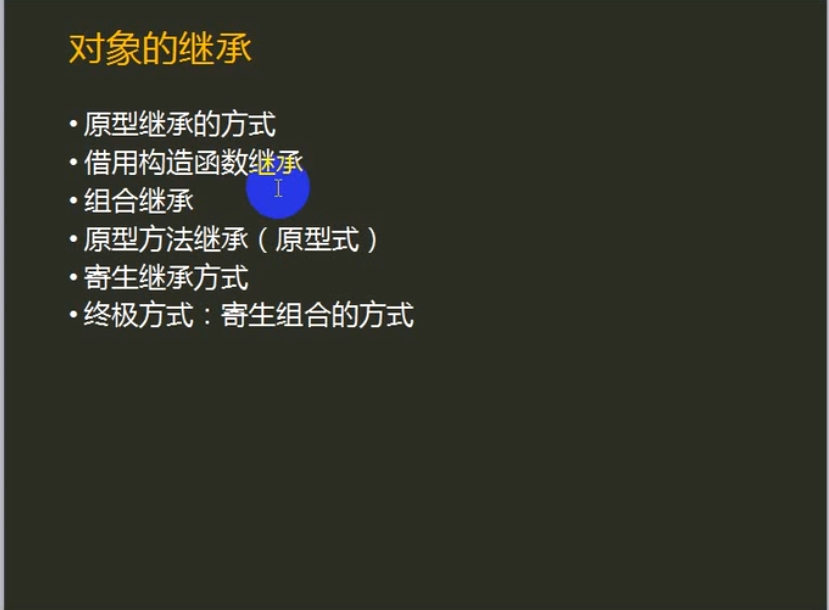 对象的继承
• 原型继承的方式
• 借用构造函数继承
• 组合继承
• 原型方法继承（原型式）
• 寄生继承方式
• 终极方式：寄生组合的方式